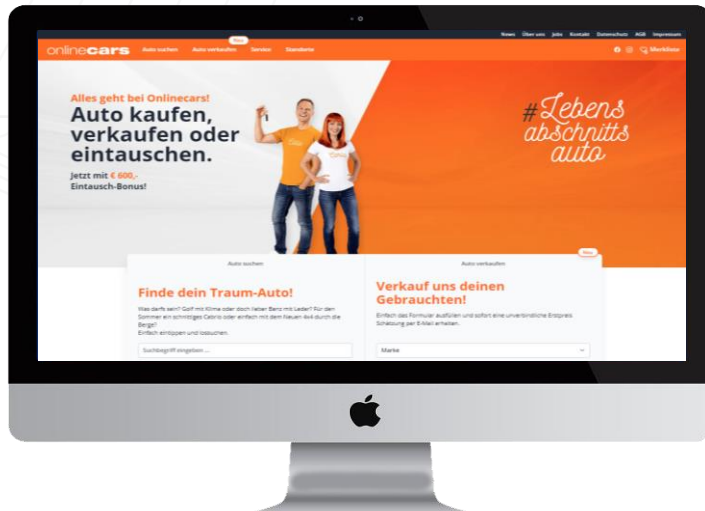 News Über uns Jobs Kontakt Datenschutz AGB Impressum
Neu
onlinecars Auto suchen Auto verkaufen Service Standorte Merkliste
Alles geht bei Onlinecars!
Auto kaufen,
verkaufen oder
eintauschen.
Jetzt mit € 600,-
Eintausch-Bonus!
#Lebens
abschnitts
auto
Auto suchen
Finde dein Traum-Auto!
Was darfs sein? Golf mit Klima oder doch lieber Benz mit Leder? Für den
Sommer ein schnittiges Cabrio oder einfach mit dem Neuen 4x4 durch die
Berge?
Einfach eintippen und lossuchen.
Suchbegriff eingeben ...
Neu
Auto verkaufen
Verkauf uns deinen
Gebrauchten!
Einfach das Formular ausfüllen und sofort eine unverbindliche Erstpreis
Schätzung per E-Mail erhalten.
Marke